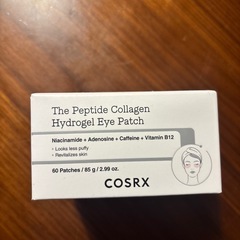 The Peptide Collagen
Hydrogel Eye Patch
Niacinamide + Adenosine + Caffeine + Vitamin B12
• Looks less puffy
• Revitalizes skin
60 Patches / 85 g / 2.99 oz.
COSRX